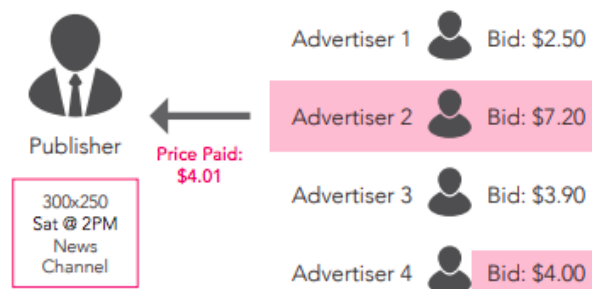 Advertiser 1 Bid: $2.50
Advertiser 2 Bid: $7.20
Publisher
Price Paid:
$4.01
Advertiser 3 Bid: $3.90
300x250
Sat @ 2PM
News
Channel
Advertiser 4 Bid: $4.00